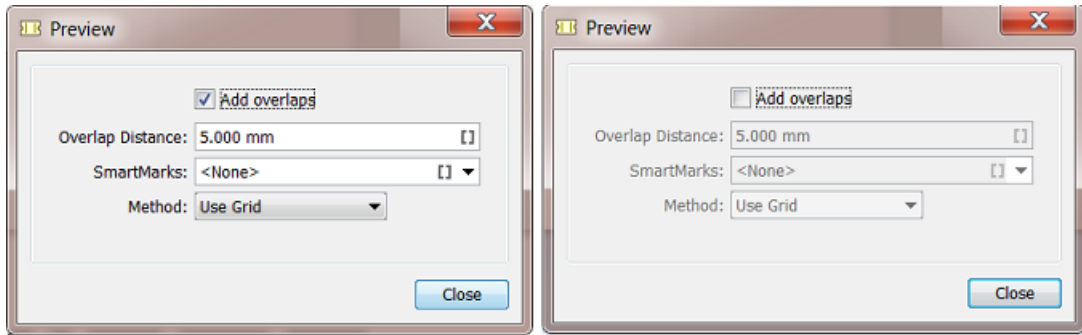 Preview
Add overlaps
Overlap Distance: 5.000 mm []
SmartMarks: <None> []
Method: Use Grid
Close
Preview
Add overlaps
Overlap Distance: 5.000 mm []
SmartMarks: <None> []
Method: Use Grid
Close